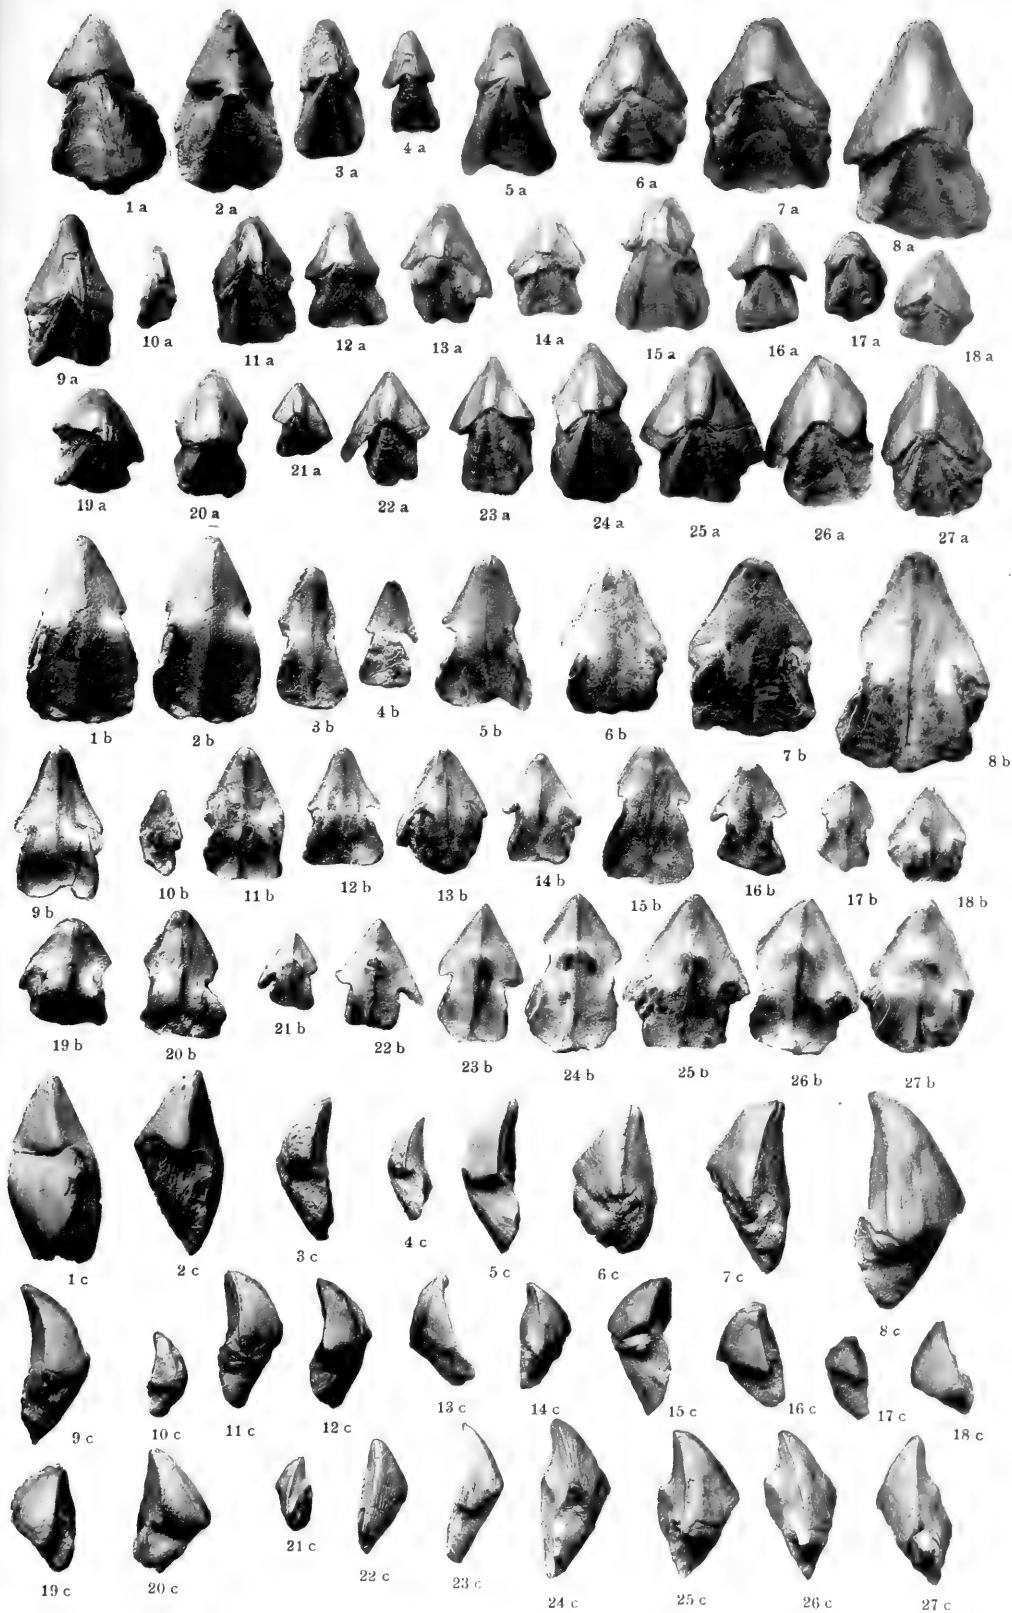 1 a 2 a 3 a 4 a 5 a 6 a 7 a 8 a
9 a 10 a 11 a 12 a 13 a 14 a 15 a 16 a 17 a 18 a
19 a 20 a 21 a 22 a 23 a 24 a 25 a 26 a 27 a
1 b 2 b 3 b 4 b 5 b 6 b 7 b 8 b
9 b 10 b 11 b 12 b 13 b 14 b 15 b 16 b 17 b 18 b
19 b 20 b 21 b 22 b 23 b 24 b 25 b 26 b 27 b
1 c 2 c 3 c 4 c 5 c 6 c 7 c 8 c
9 c 10 c 11 c 12 c 13 c 14 c 15 c 16 c 17 c 18 c
19 c 20 c 21 c 22 c 23 c 24 c 25 c 26 c 27 c